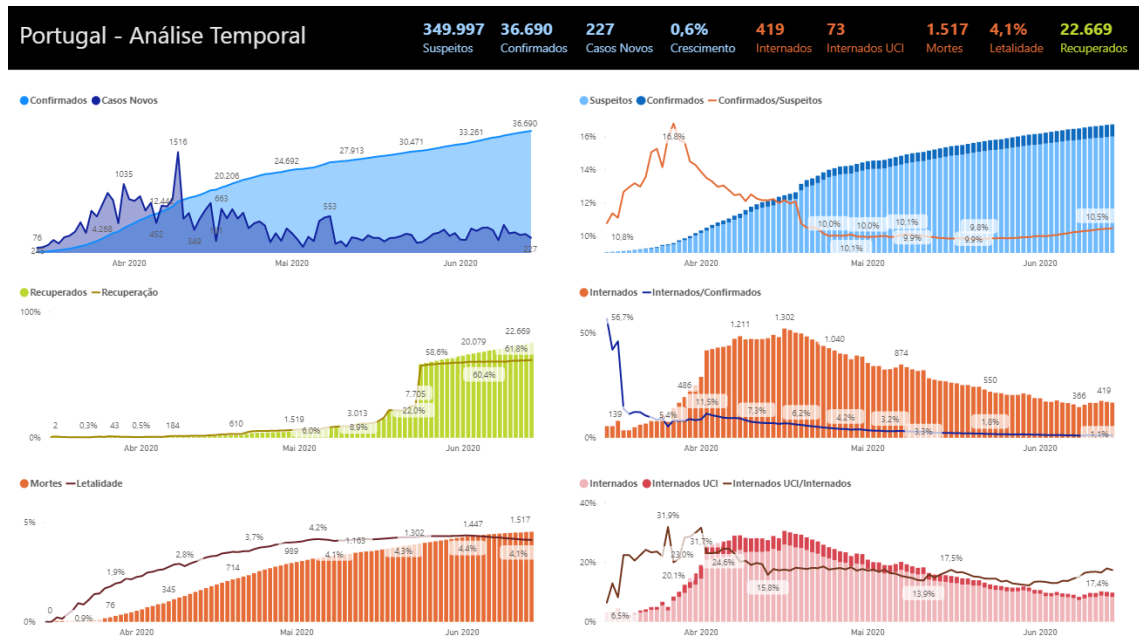 Portugal - Análise Temporal
349.997 36.690 227 0,6% 419 73 1.517 4,1% 22.669
Suspeitos Confirmados Casos Novos Crescimento Internados Internados UCI Mortes Letalidade Recuperados
Confirmados Casos Novos
36.690
33.261
30.471
27.913
24.692
1516
20.206
1035
12.442
663
553
4.268
452
349
76
227
Abr 2020 Mai 2020 Jun 2020
Suspeitos Confirmados Confirmados/Suspeitos
16%
16,8%
14%
12%
10%
10,8%
10,0% 10,0% 10,1% 9,8% 10,5%
10,1% 9,9% 9,9%
Abr 2020 Mai 2020 Jun 2020
Recuperados Recuperação
100%
22.669
20.079
58,6% 61,8%
60,4%
7.705
22,0%
2 0,3% 43 0,5% 184 610 1.519 3.013
6,0% 8,9%
0%
Abr 2020 Mai 2020 Jun 2020
Internados Internados/Confirmados
56,7%
50%
1.211 1.302
1.040
874
486 550
366 419
139 5,4% 11,5% 7,3% 6,2% 4,2% 3,2%
3,3% 1,8% 1,1%
0%
Abr 2020 Mai 2020 Jun 2020
Mortes Letalidade
5%
1.517
1.447
1.302
1.163
4,2%
3,7%
989 4,1% 4,3% 4,4% 4,1%
2,8%
714
1,9%
345
0 0,9% 76
0%
Abr 2020 Mai 2020 Jun 2020
Internados Internados UCI Internados UCI/Internados
40%
31,9%
31,7%
23,0%
20% 20,1% 24,6% 17,5%
15,8% 13,9% 17,4%
6,5%
0%
Abr 2020 Mai 2020 Jun 2020